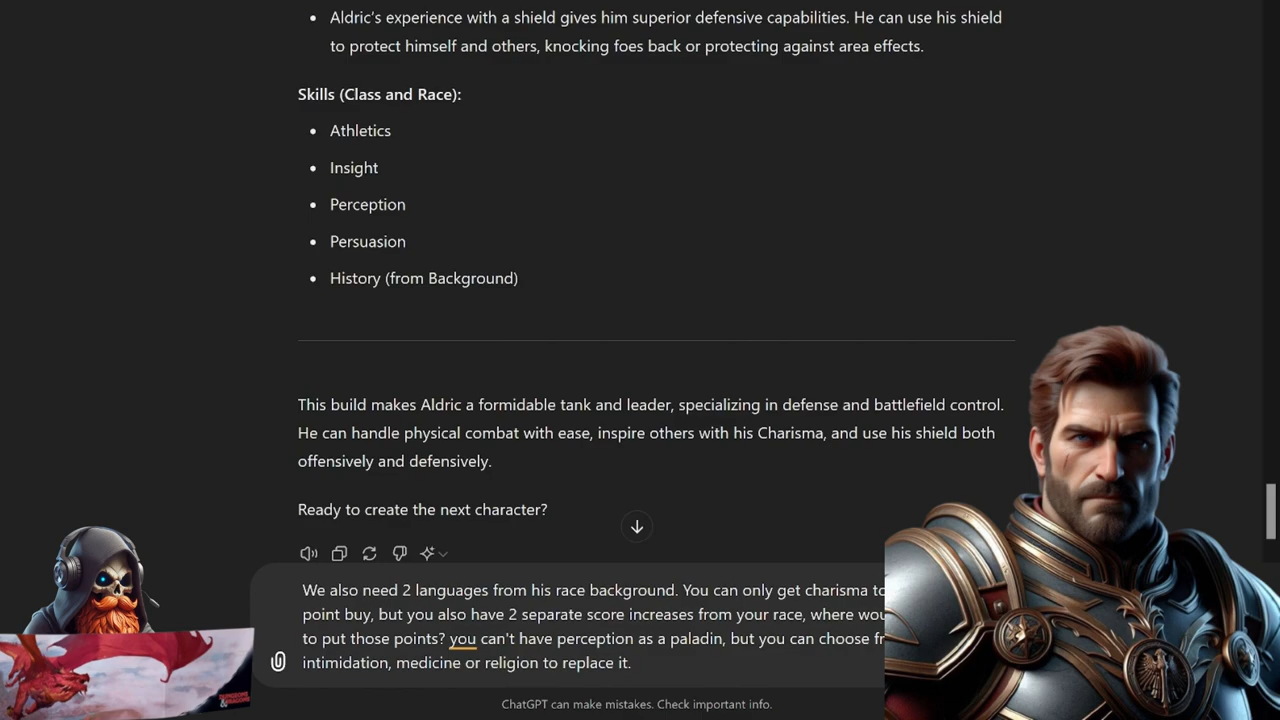 Aldric's experience with a shield gives him superior defensive capabilities. He can use his shield
to protect himself and others, knocking foes back or protecting against area effects.
Skills (Class and Race):
Athletics
Insight
Perception
Persuasion
History (from Background)
This build makes Aldric a formidable tank and leader, specializing in defense and battlefield control.
He can handle physical combat with ease, inspire others with his Charisma, and use his shield both
offensively and defensively.
Ready to create the next character?
We also need 2 languages from his race background. You can only get charisma to
point buy, but you also have 2 separate score increases from your race, where
to put those points? you can't have perception as a paladin, but you can choose
intimidation, medicine or religion to replace it.
ChatGPT can make mistakes. Check important info.